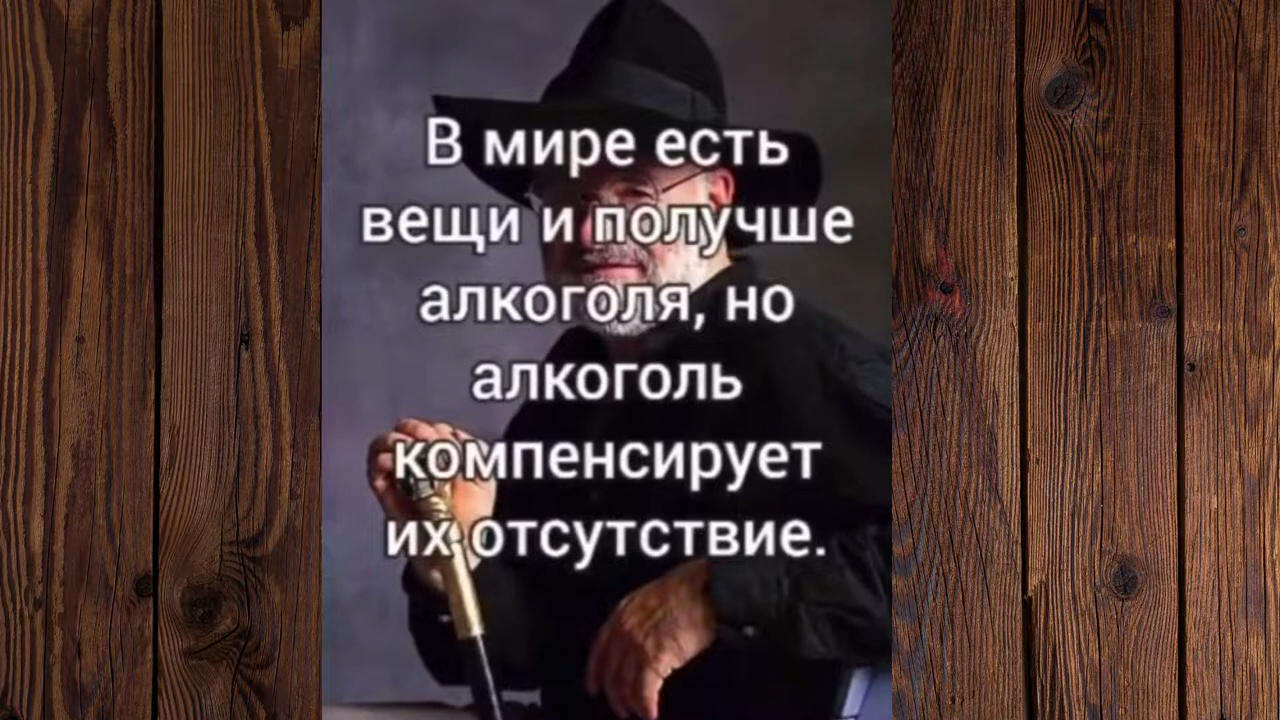 В мире есть
вещи и получше
алкоголя, но
алкоголь
компенсирует
их отсутствие.